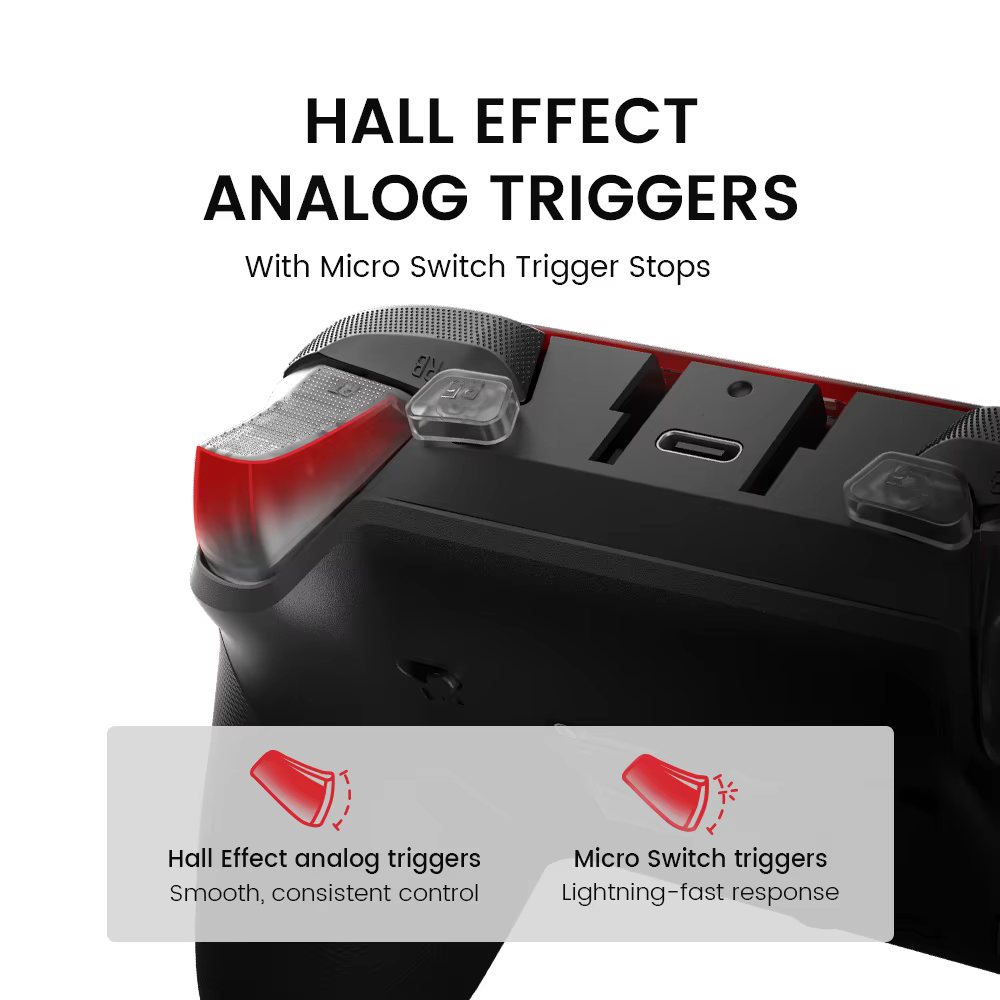 HALL EFFECT
ANALOG TRIGGERS
With Micro Switch Trigger Stops
RB
RT
Hall Effect analog triggers
Smooth, consistent control
Micro Switch triggers
Lightning-fast response